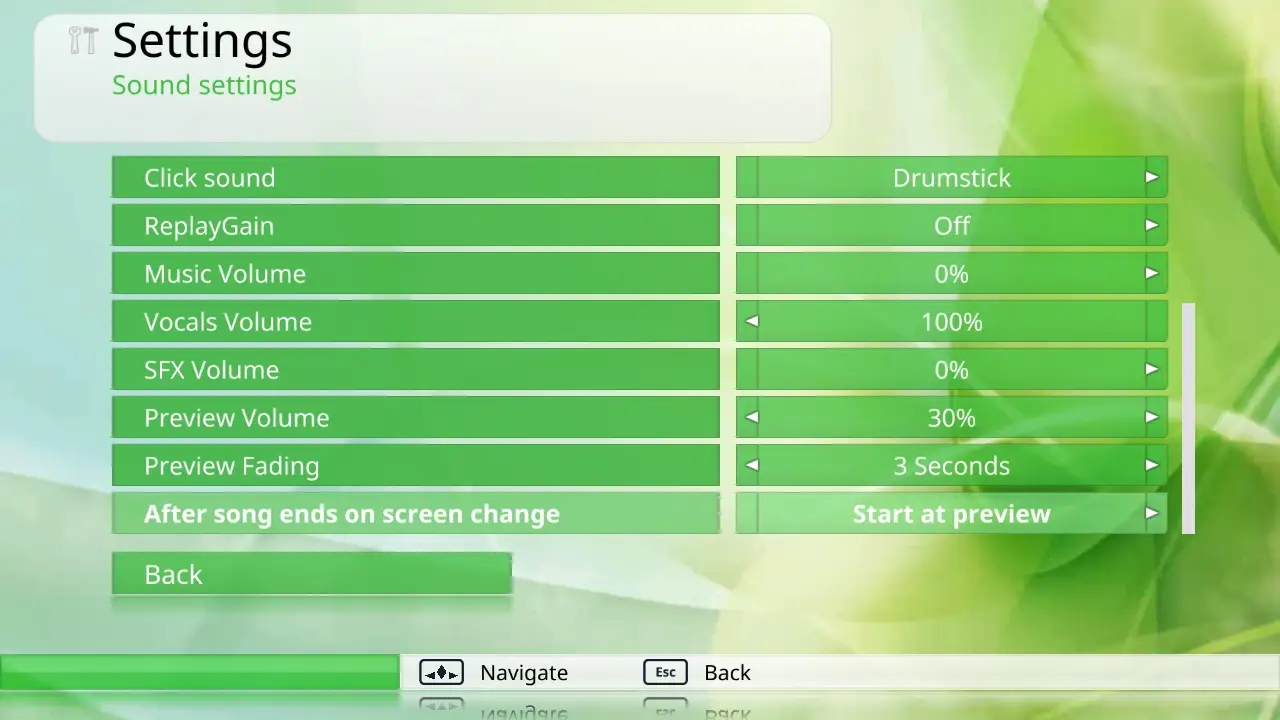 Settings
Sound settings
Click sound Drumstick
ReplayGain Off
Music Volume 0%
Vocals Volume 100%
SFX Volume 0%
Preview Volume 30%
Preview Fading 3 Seconds
After song ends on screen change Start at preview
Back
Navigate Esc Back